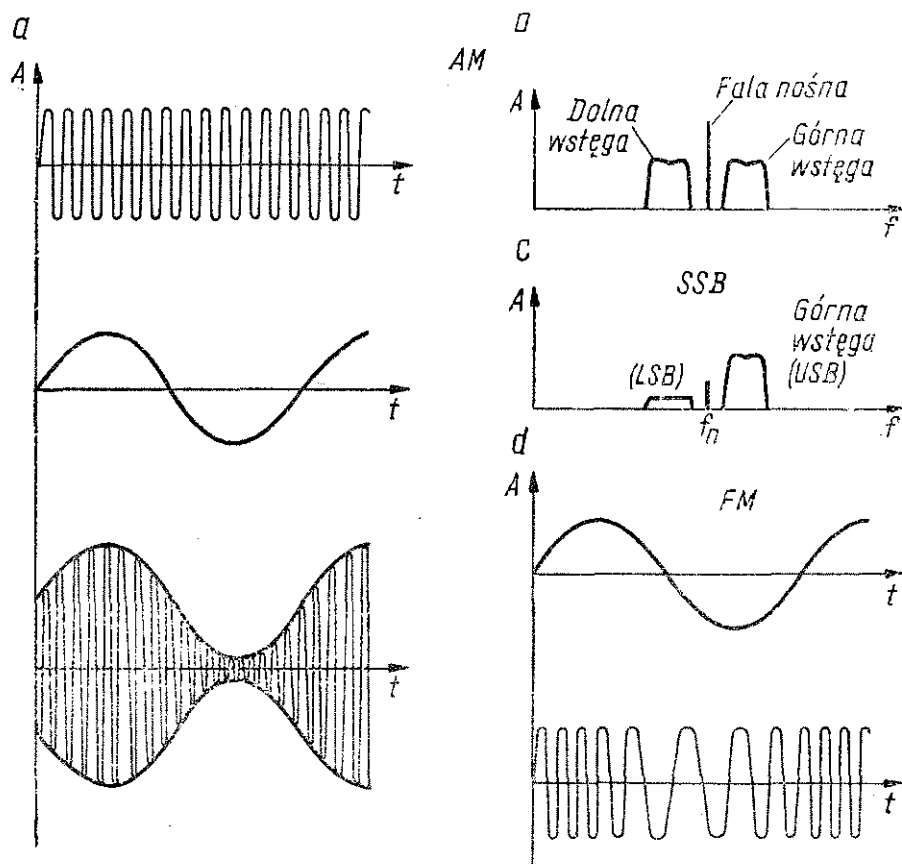 a
A
t
t
t
AM
A
Dolna
wstęga
Fala nośna
Górna
wstęga
f
C
SSB
A
(LSB)
fn
Górna
wstęga
(USB)
f
d
A
FM
t
t